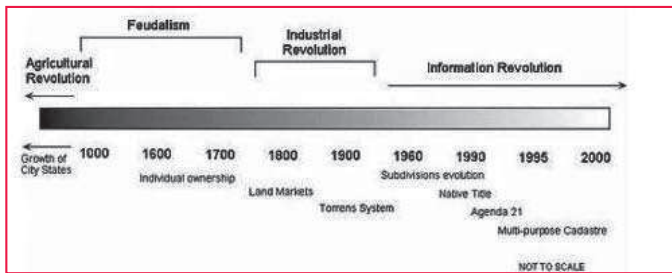 Feudalism
Industrial
Revolution
Agricultural
Revolution
Information Revolution
1000 1600 1700 1800 1900 1960 1990 1995 2000
Growth of
City States
Individual ownership
Subdivisions evolution
Land Markets
Native Title
Torrens System
Agenda 21
Multi-purpose Cadastre
NOT TO SCALE